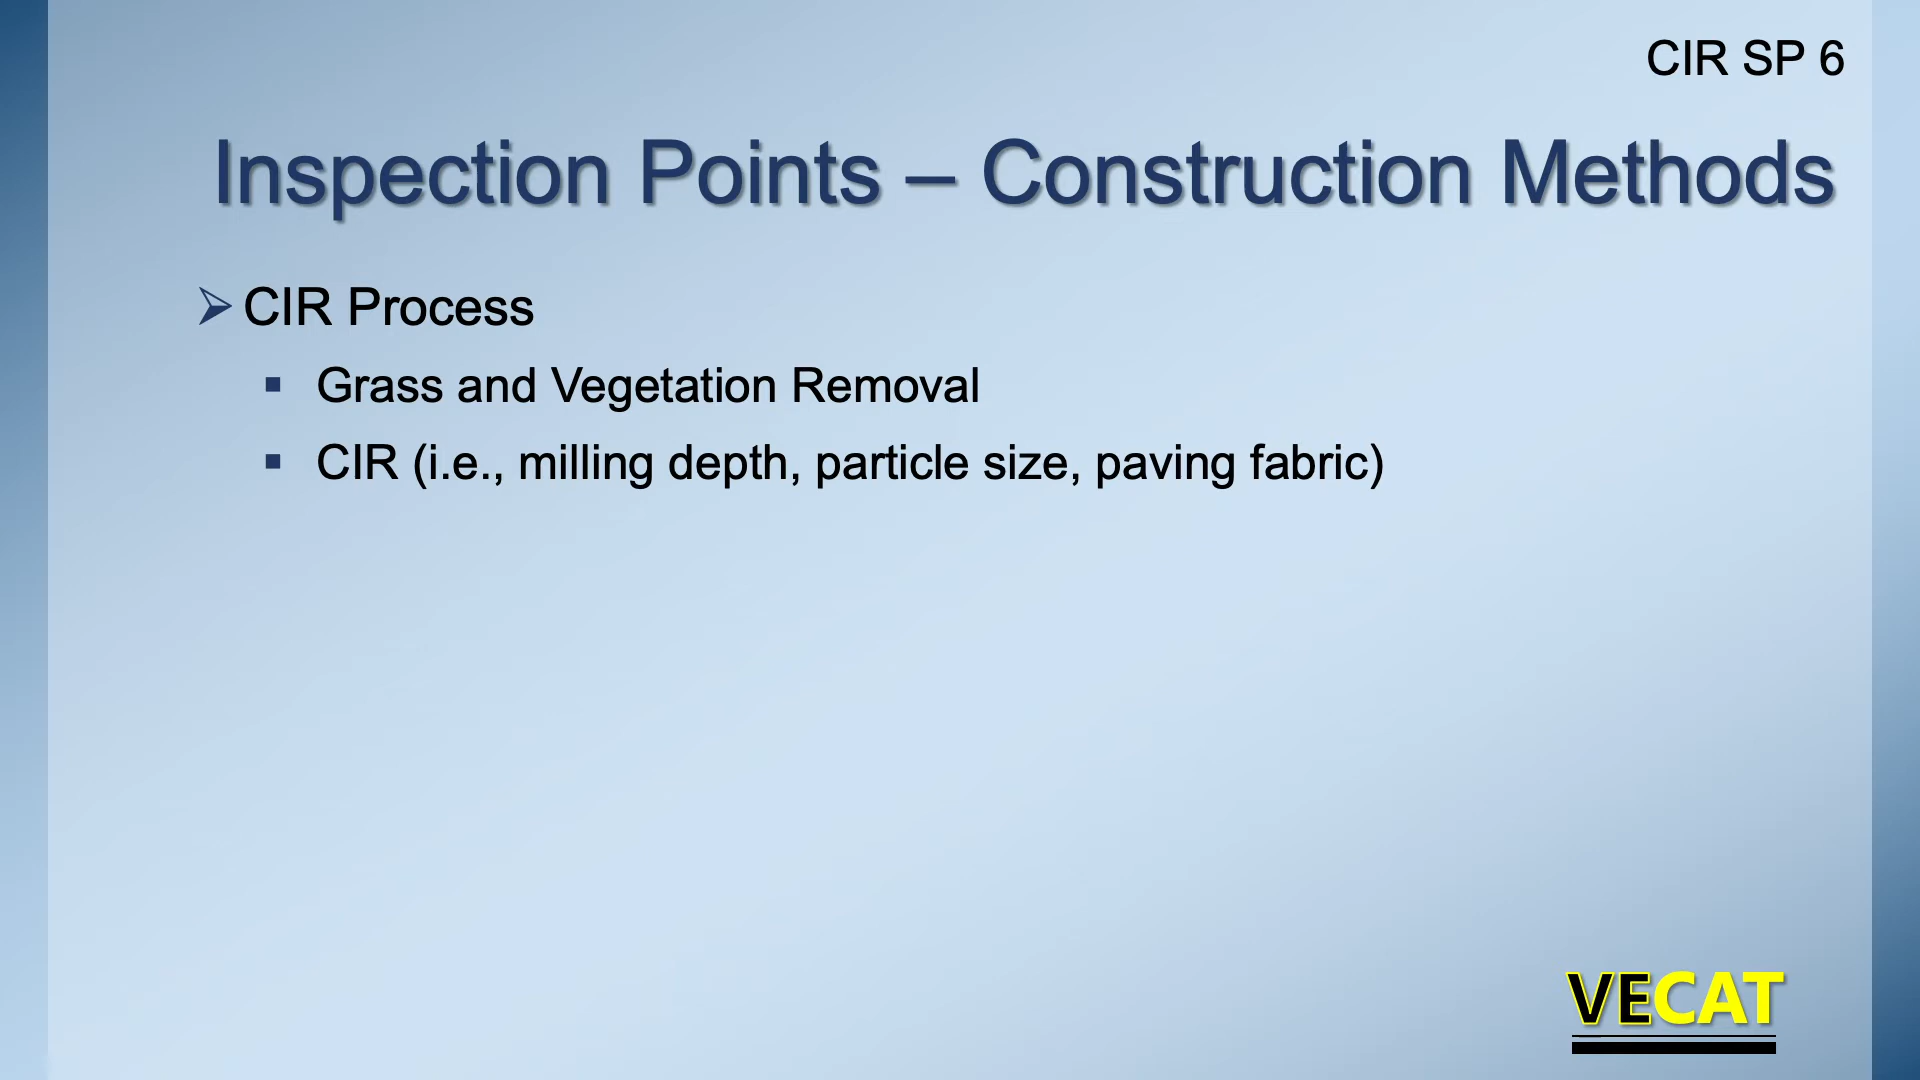 CIR SP 6
Inspection Points – Construction Methods
CIR Process
Grass and Vegetation Removal
CIR (i.e., milling depth, particle size, paving fabric)
VECAT